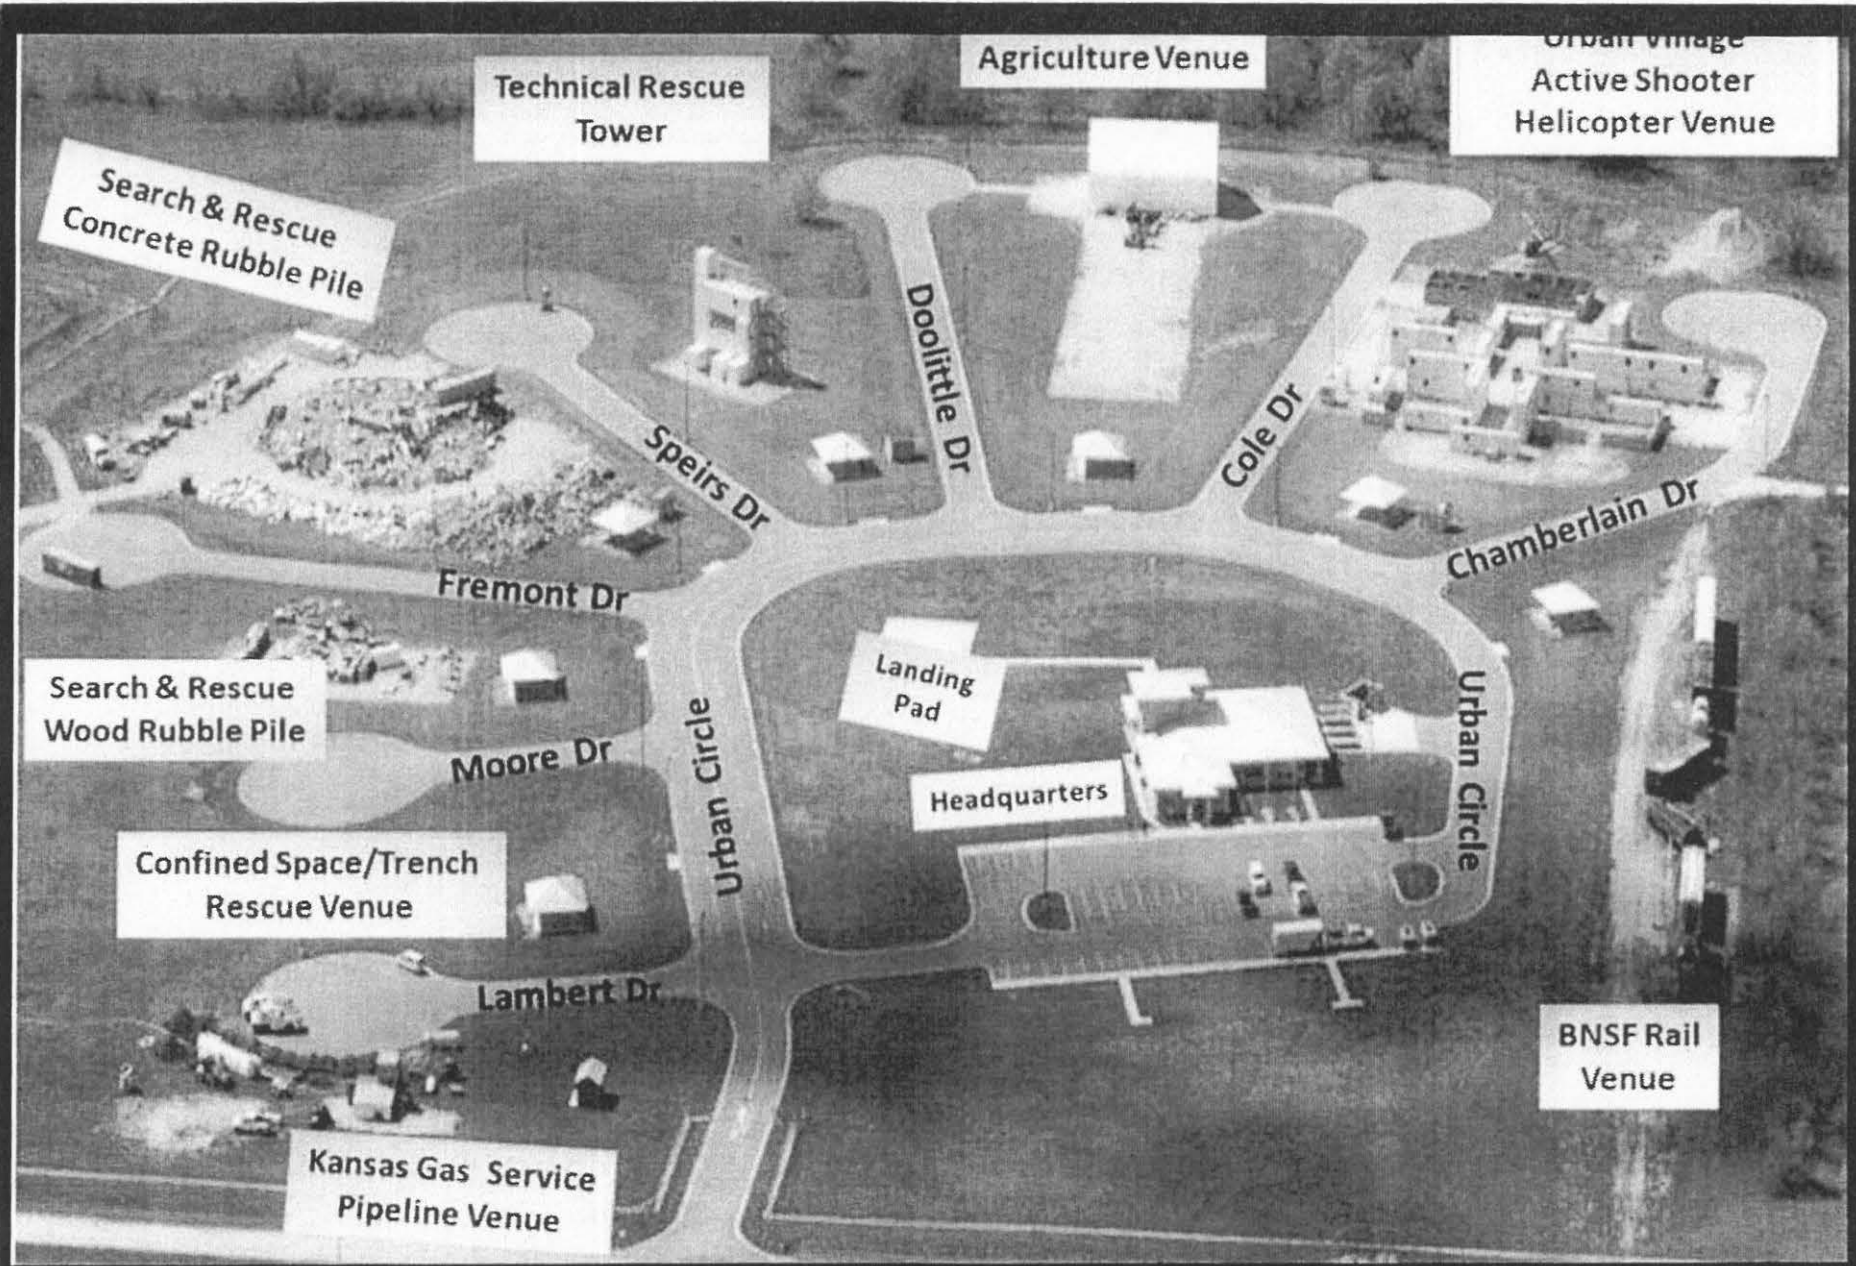 Technical Rescue
Tower
Agriculture Venue
Urban Village
Active Shooter
Helicopter Venue
Search & Rescue
Concrete Rubble Pile
Doolittle Dr
Cole Dr
Speirs Dr
Chamberlain Dr
Fremont Dr
Landing
Pad
Search & Rescue
Wood Rubble Pile
Moore Dr
Urban Circle
Urban Circle
Headquarters
Confined Space/Trench
Rescue Venue
Lambert Dr
BNSF Rail
Venue
Kansas Gas Service
Pipeline Venue